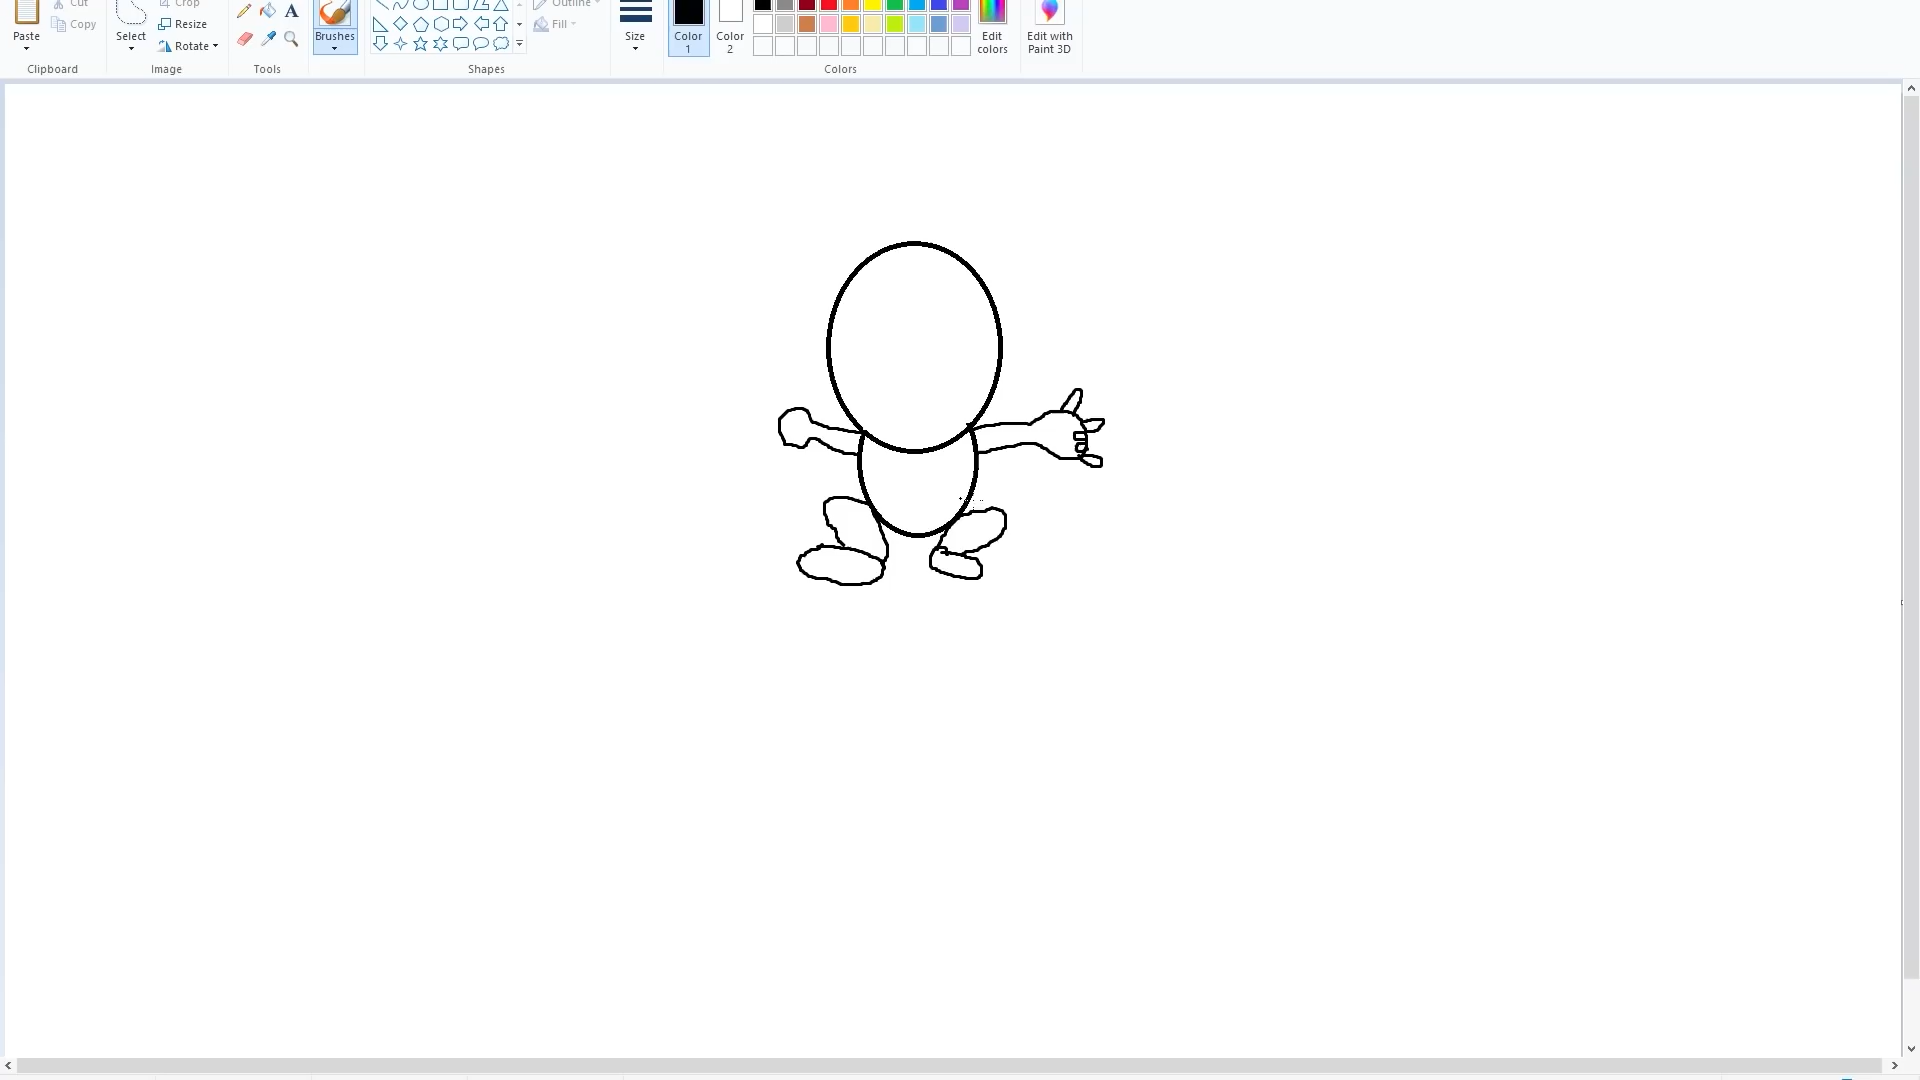 Cut
Crop
Outline
Paste
Copy
Select
Resize
Rotate
A
Brushes
Fill
Size
Color 1
Color 2
Edit colors
Edit with Paint 3D
Clipboard
Image
Tools
Shapes
Colors